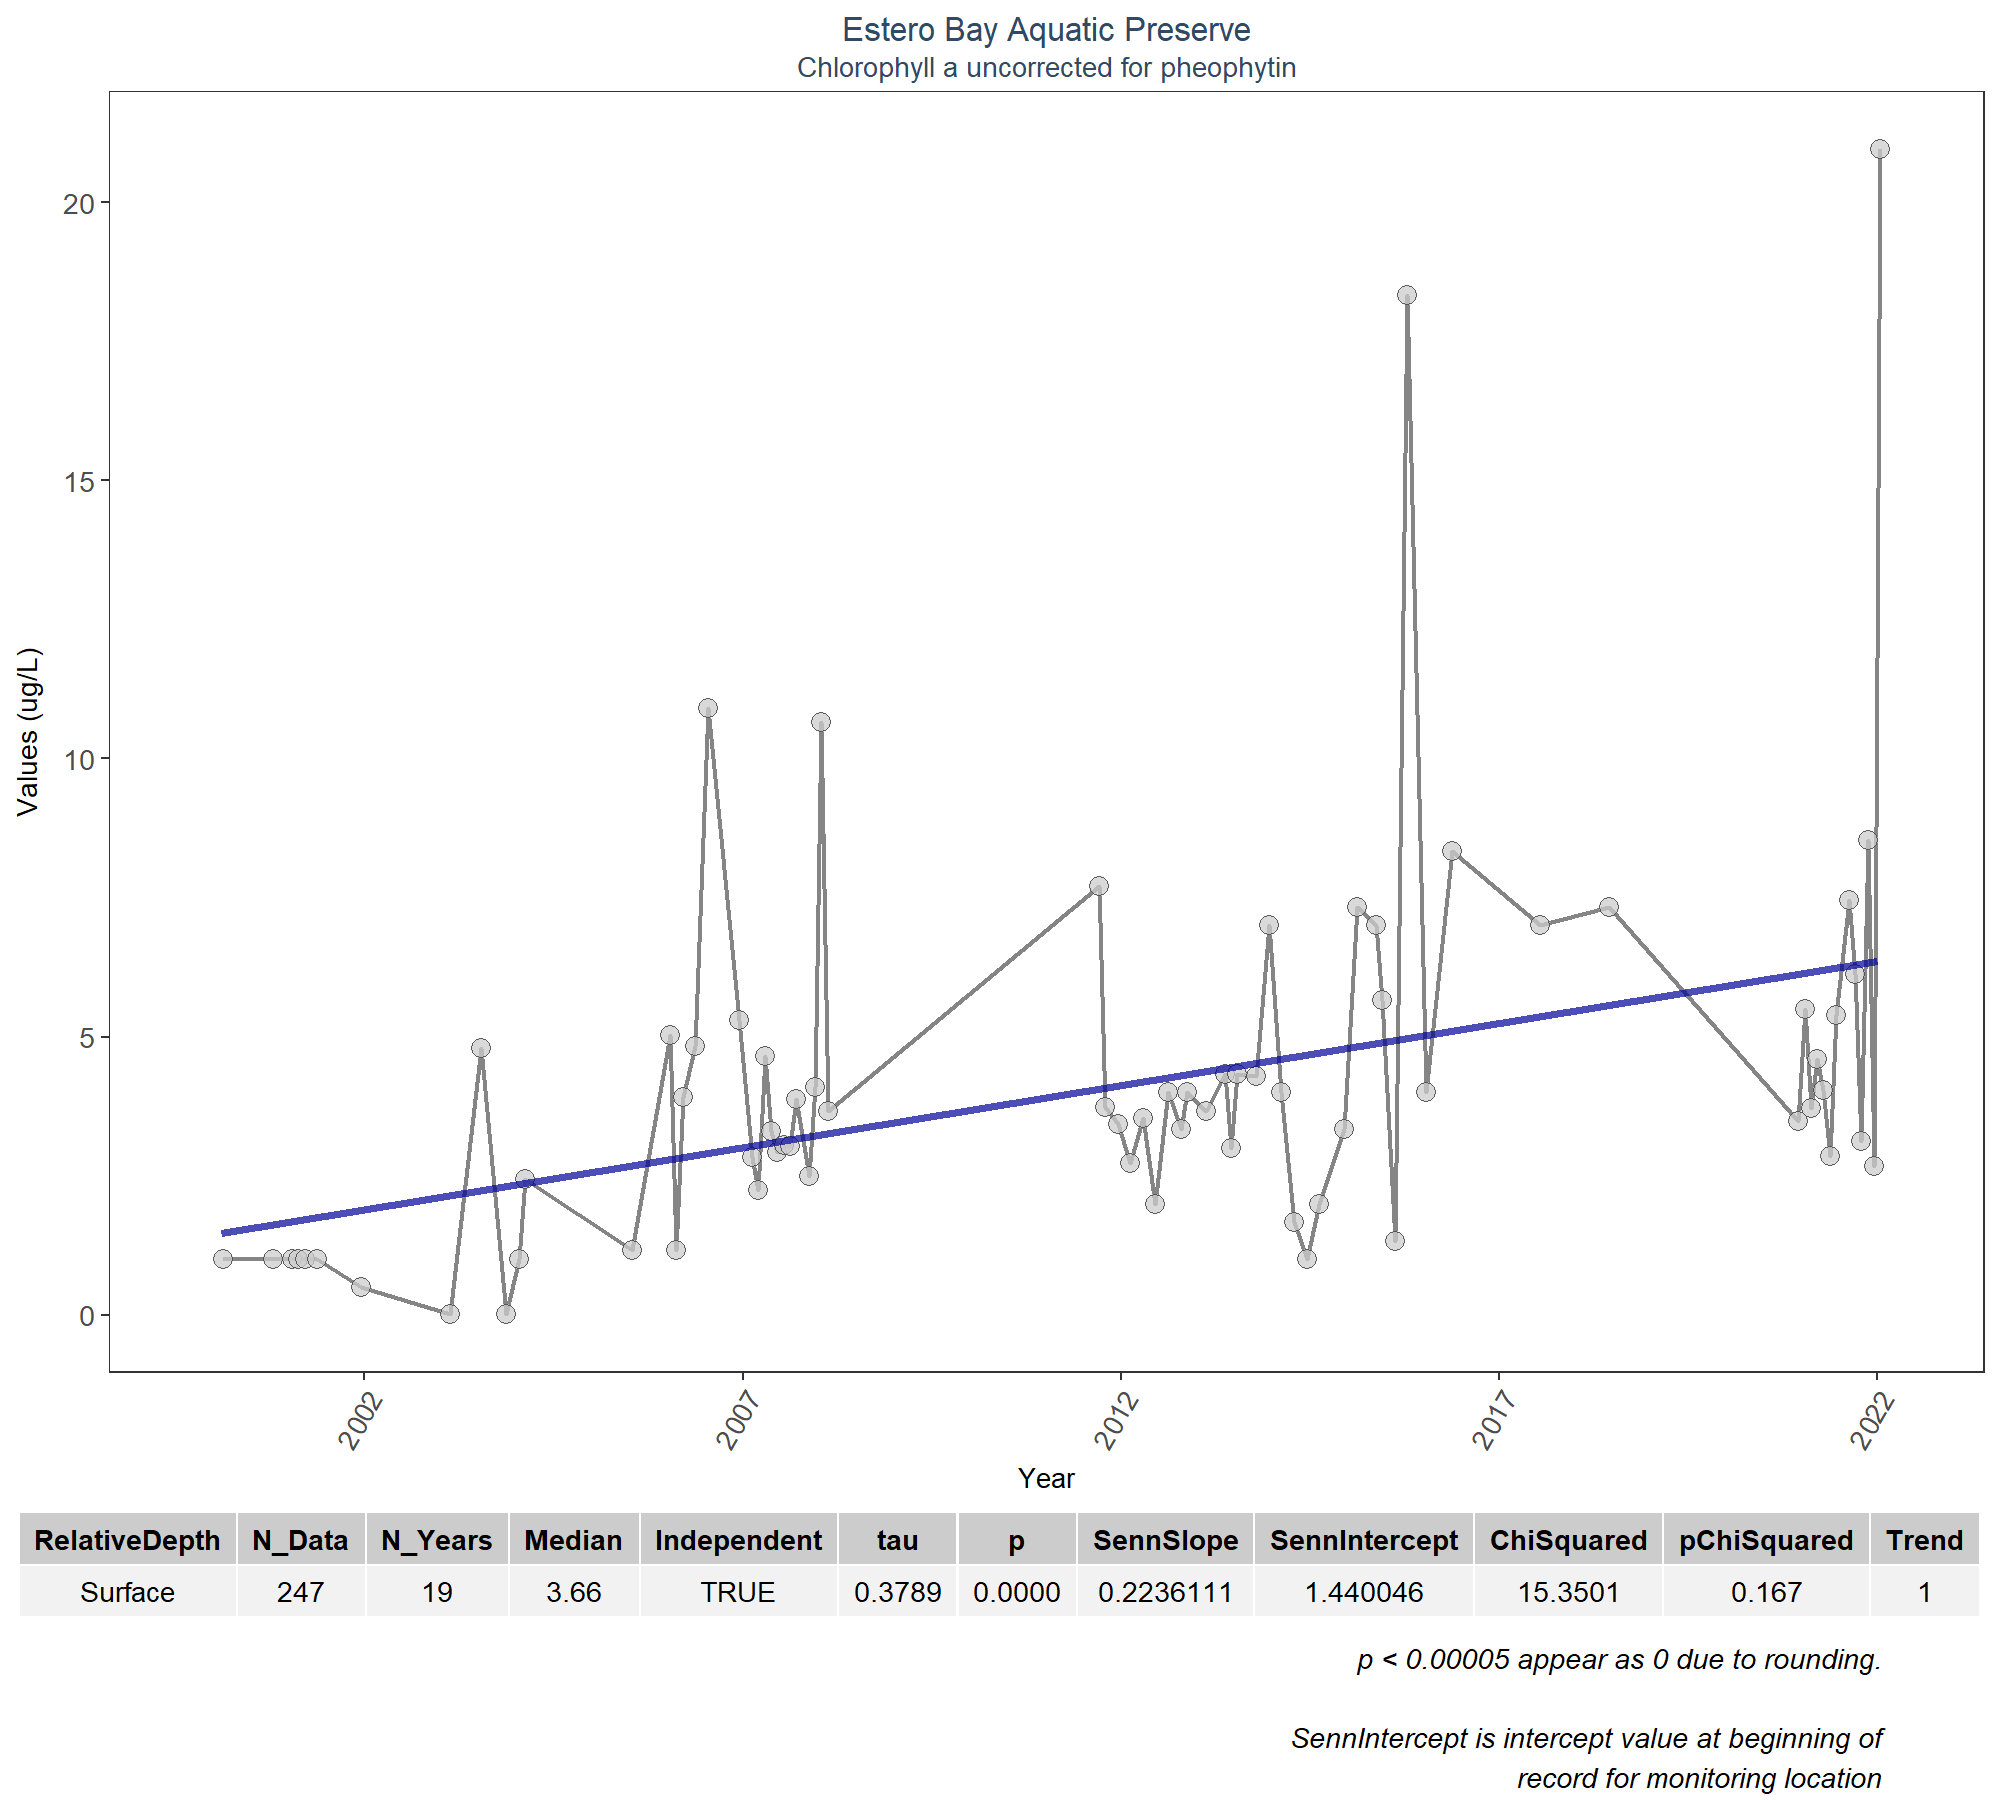 Estero Bay Aquatic Preserve
Chlorophyll a uncorrected for pheophytin
Values (ug/L)
20
15
10
5
0
2002 2007 2012 2017 2022
Year
RelativeDepth N_Data N_Years Median Independent tau p SennSlope SennIntercept ChiSquared pChiSquared Trend
Surface 247 19 3.66 TRUE 0.3789 0.0000 0.2236111 1.440046 15.3501 0.167 1
p < 0.00005 appear as 0 due to rounding.
SennIntercept is intercept value at beginning of
record for monitoring location